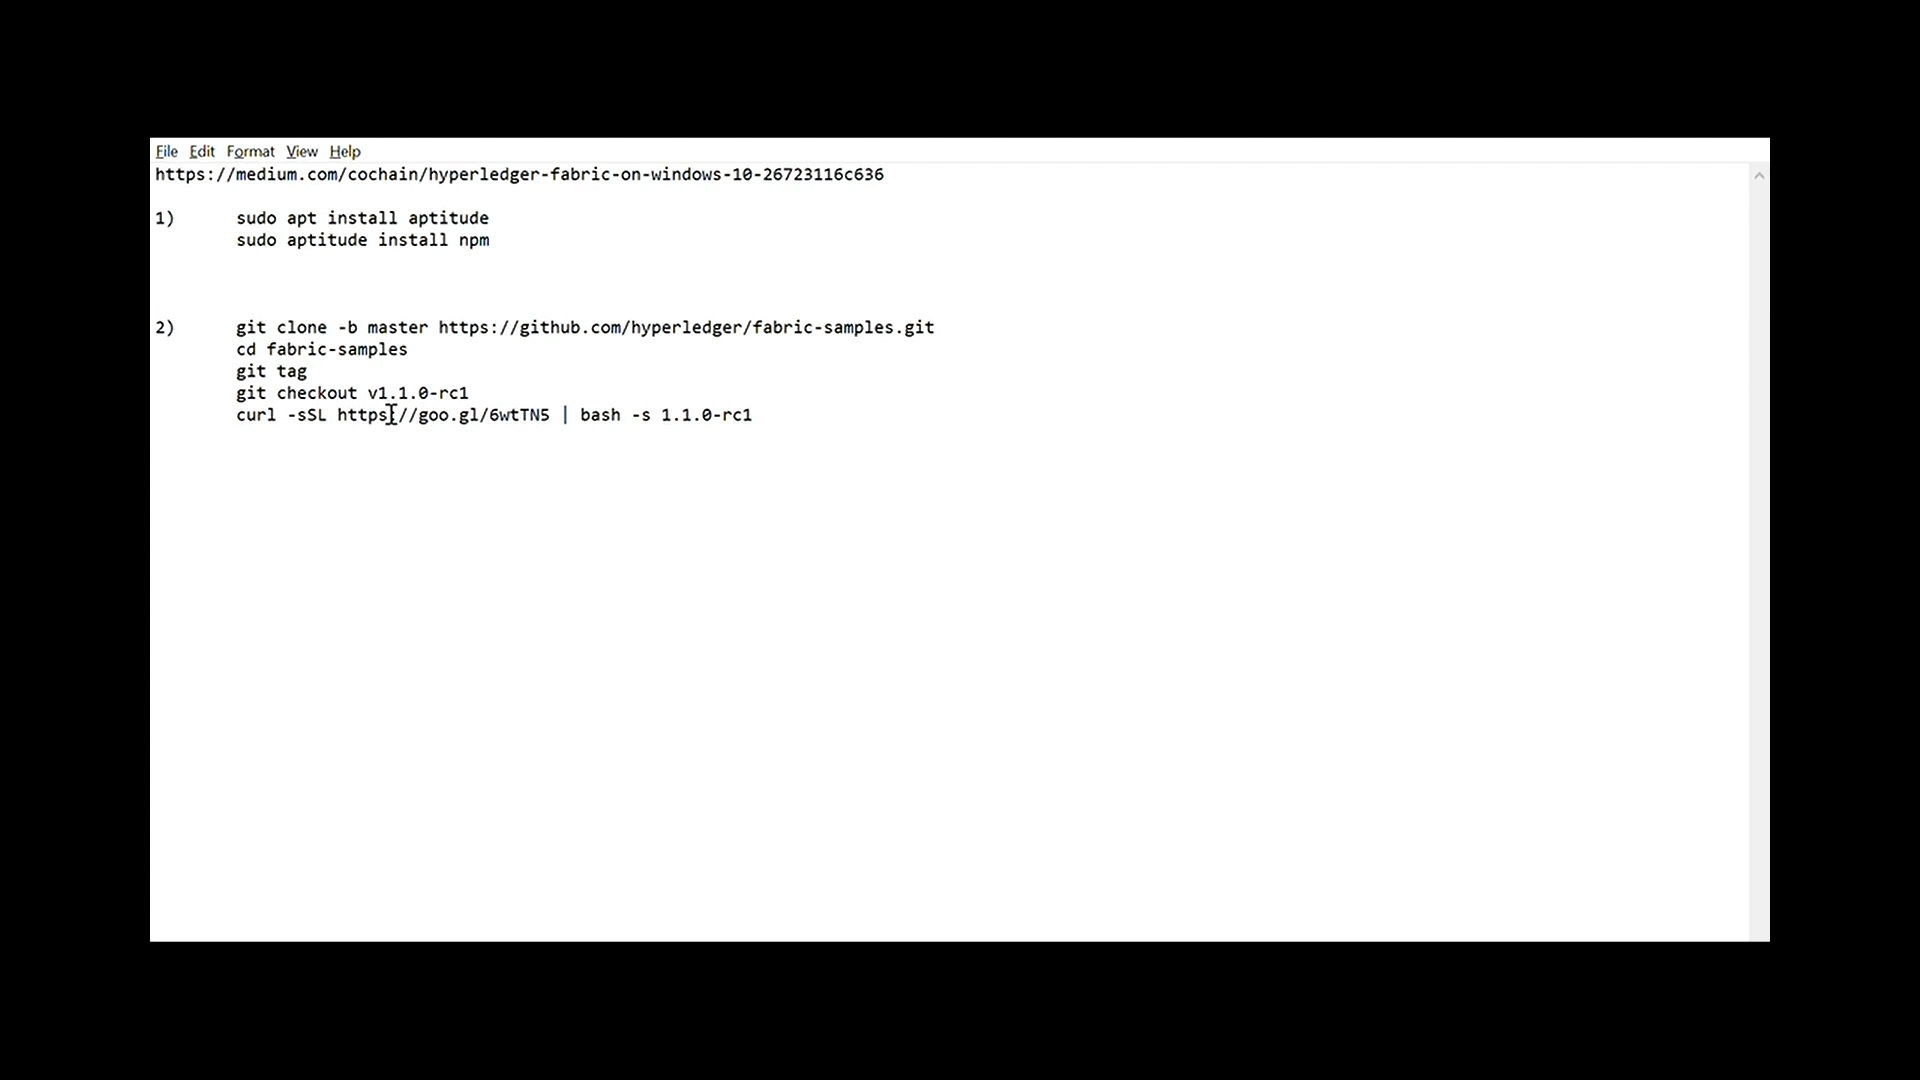 File Edit Format View Help
https://medium.com/cochain/hyperledger-fabric-on-windows-10-26723116c636
1) sudo apt install aptitude
sudo aptitude install npm
2) git clone -b master https://github.com/hyperledger/fabric-samples.git
cd fabric-samples
git tag
git checkout v1.1.0-rc1
curl -sSL https://goo.gl/6wtTN5 | bash -s 1.1.0-rc1